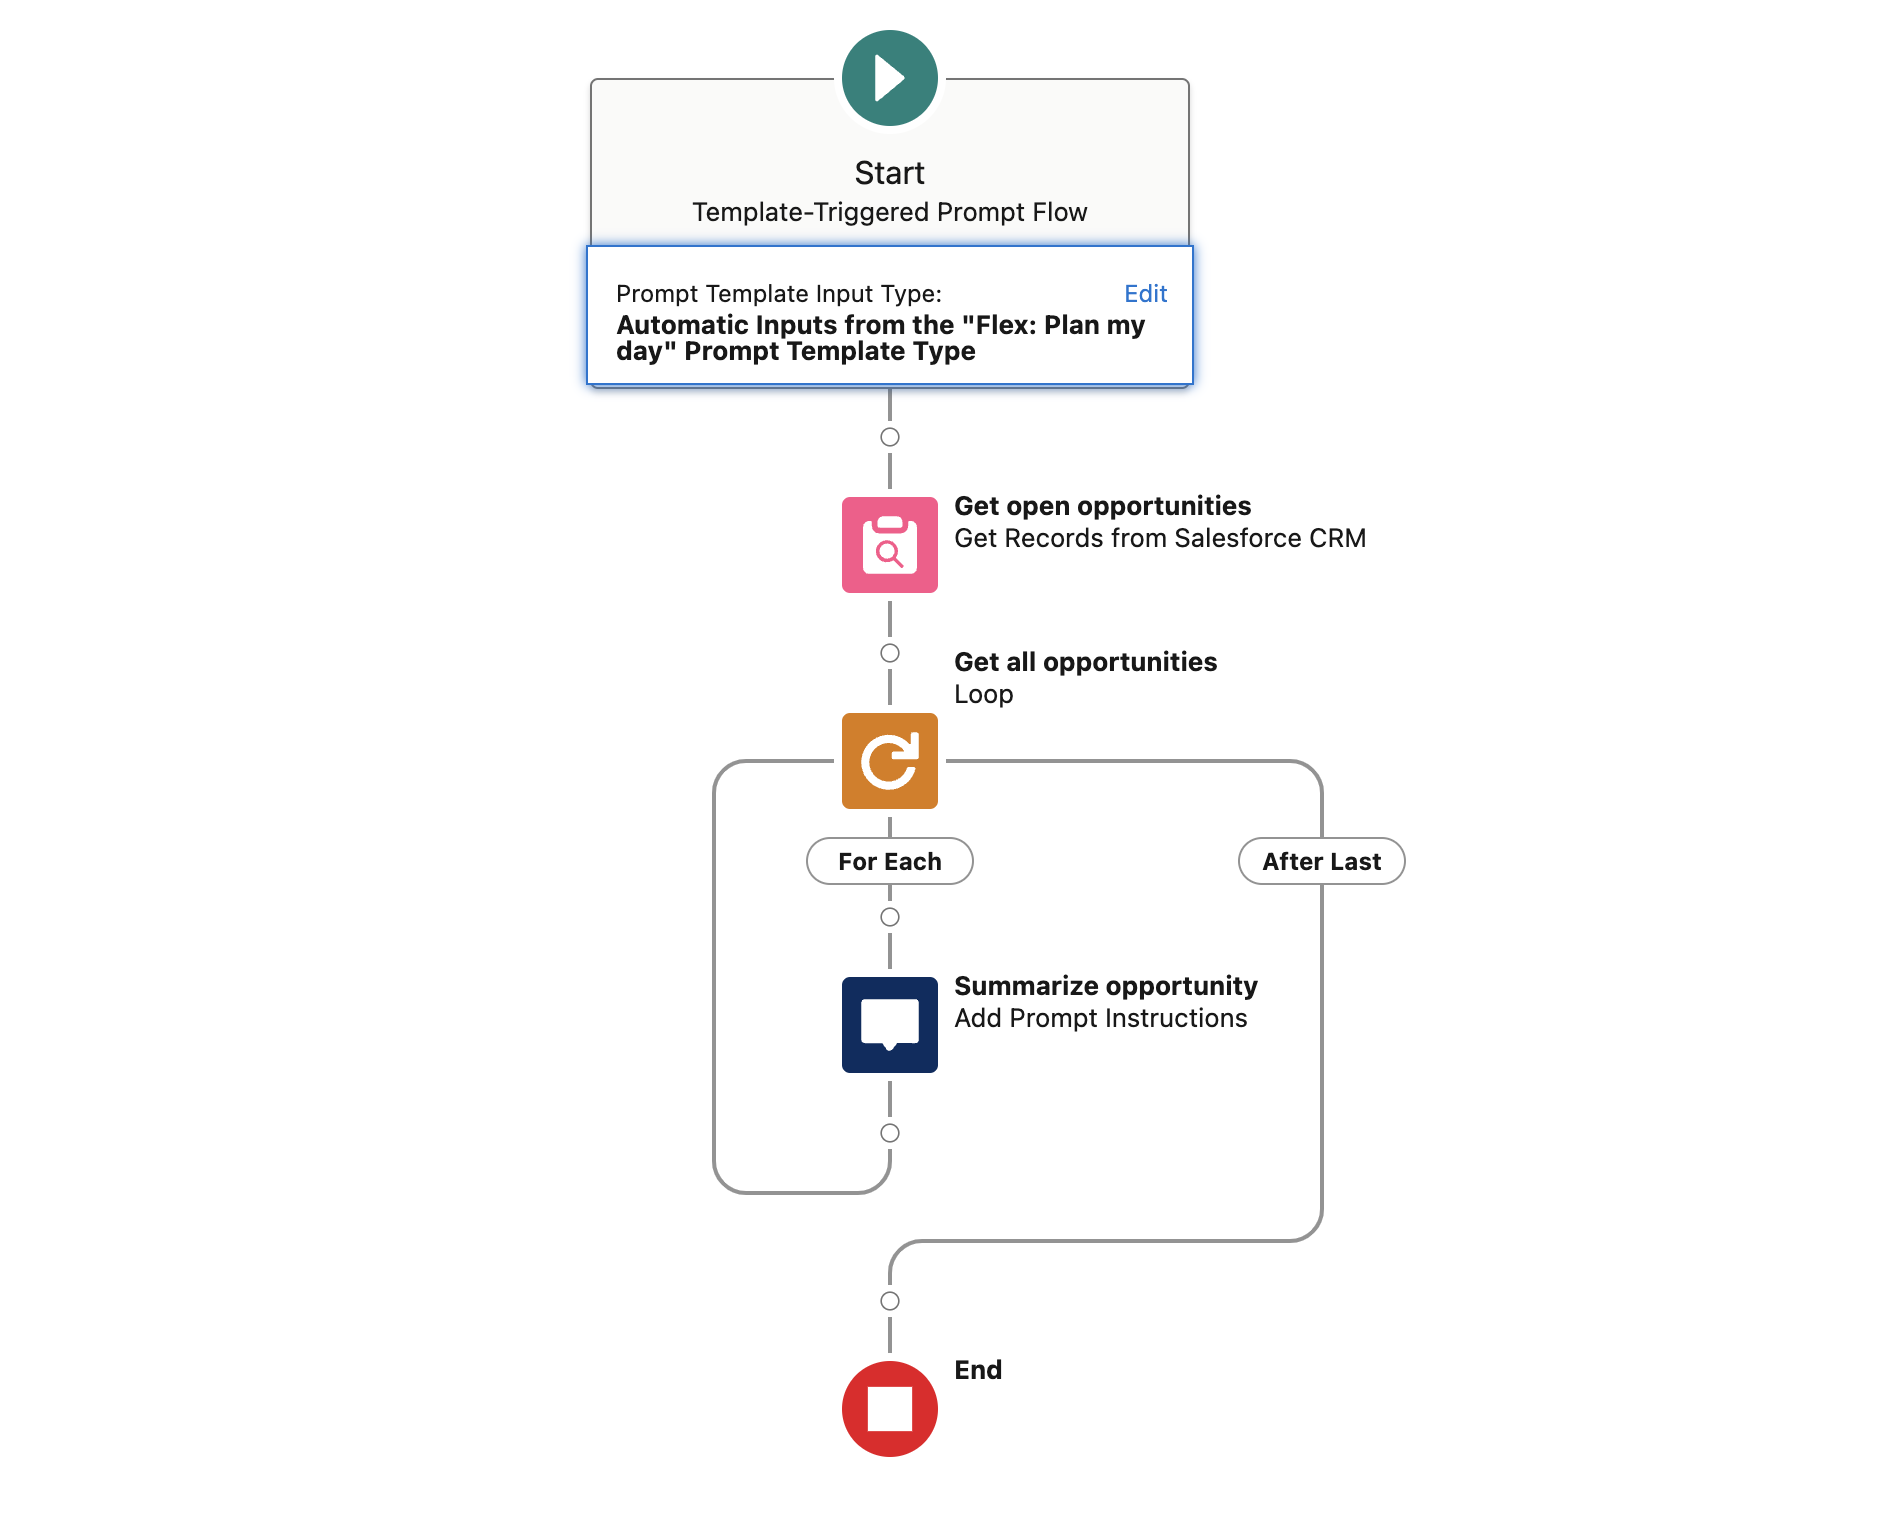 Start
Template-Triggered Prompt Flow
Prompt Template Input Type:
Edit
Automatic Inputs from the "Flex: Plan my
day" Prompt Template Type
Get open opportunities
Get Records from Salesforce CRM
Get all opportunities
Loop
For Each
After Last
Summarize opportunity
Add Prompt Instructions
End